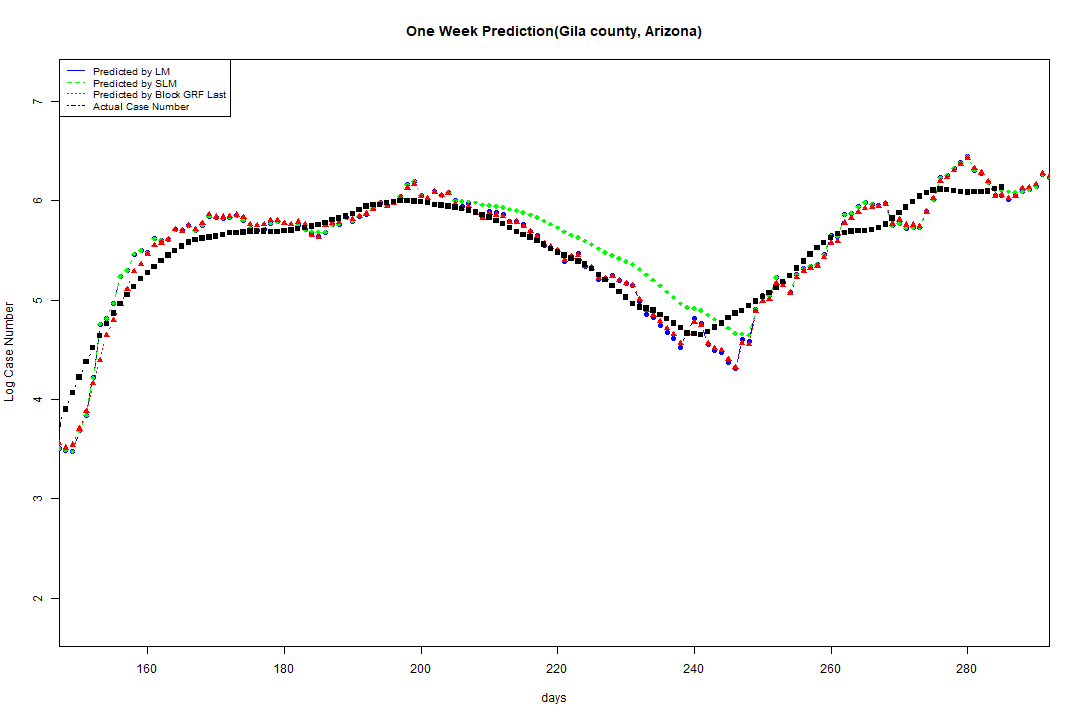 One Week Prediction(Gila county, Arizona)
Predicted by LM
Predicted by SLM
Predicted by Block GRF Last
Actual Case Number
7
6
5
4
3
2
Log Case Number
160 180 200 220 240 260 280
days